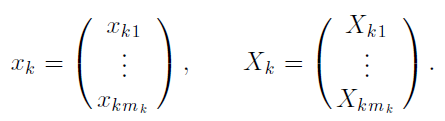 x_k = \begin{pmatrix} x_{k1} \\ \vdots \\ x_{km_k} \end{pmatrix}, \qquad X_k = \begin{pmatrix} X_{k1} \\ \vdots \\ X_{km_k} \end{pmatrix}.